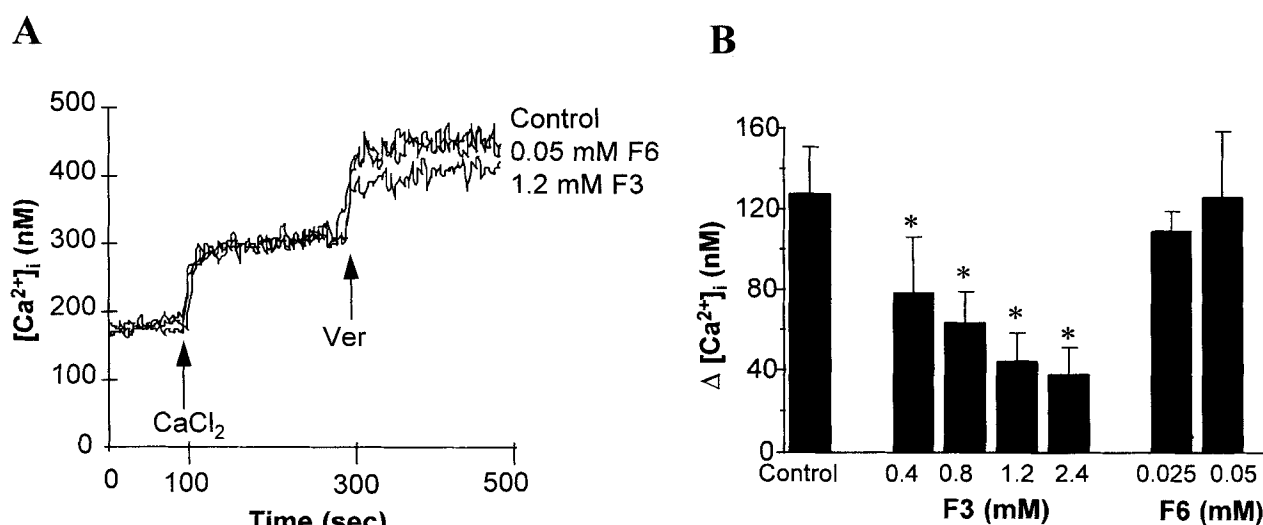 A
500
400
300
200
100
0
[Ca²⁺]ᵢ (nM)
Control
0.05 mM F6
1.2 mM F3
Ver
CaCl₂
0 100 300 500
Time (sec)
B
160
120
80
40
0
Δ [Ca²⁺]ᵢ (nM)
*
*
*
*
Control 0.4 0.8 1.2 2.4 0.025 0.05
F3 (mM) F6 (mM)